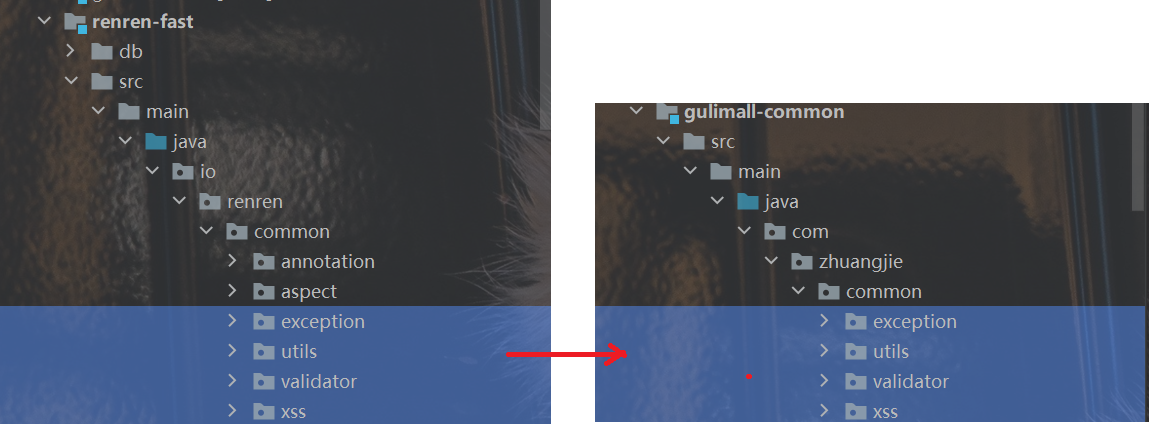 renren-fast
db
src
main
java
io
renren
common
annotation
aspect
exception
utils
validator
xss
gulimall-common
src
main
java
com
zhuangjie
common
exception
utils
validator
xss